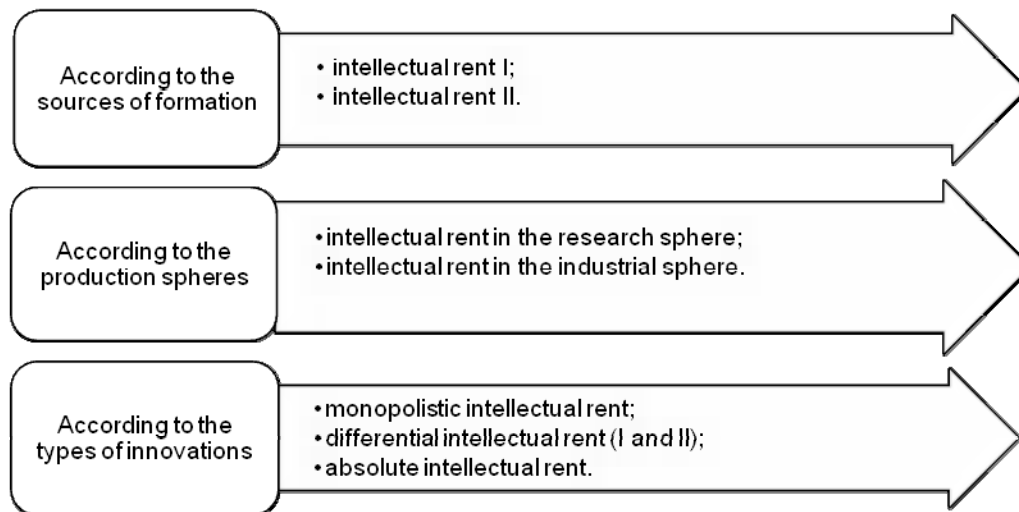 According to the
sources of formation
• intellectual rent I;
• intellectual rent II.
According to the
production spheres
• intellectual rent in the research sphere;
• intellectual rent in the industrial sphere.
According to the
types of innovations
• monopolistic intellectual rent;
• differential intellectual rent (I and II);
• absolute intellectual rent.